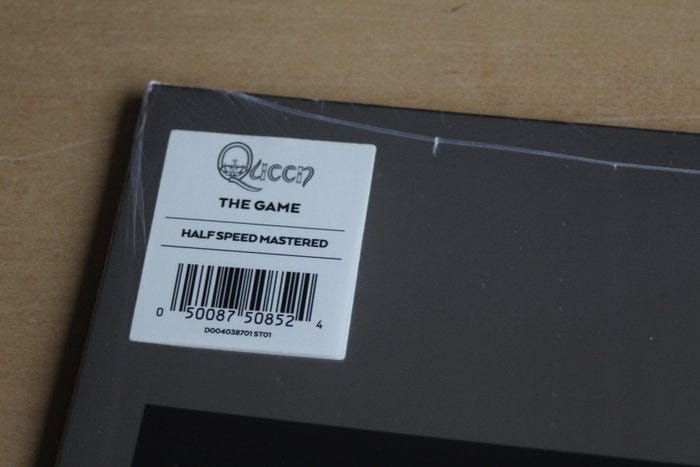 Queen
THE GAME
HALF SPEED MASTERED
0 50087 50852 4
D004038701 ST01